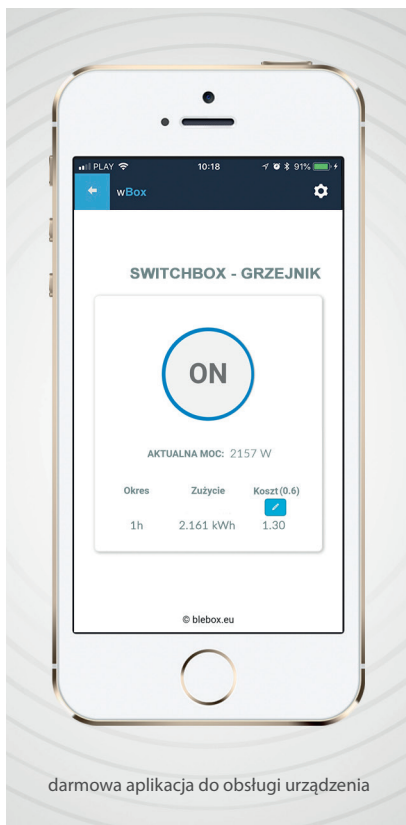 PLAY 10:18 91%
wBox
SWITCHBOX - GRZEJNIK
ON
AKTUALNA MOC: 2157 W
Okres Zużycie Koszt (0.6)
1h 2.161 kWh 1.30
© blebox.eu
darmowa aplikacja do obsługi urządzenia